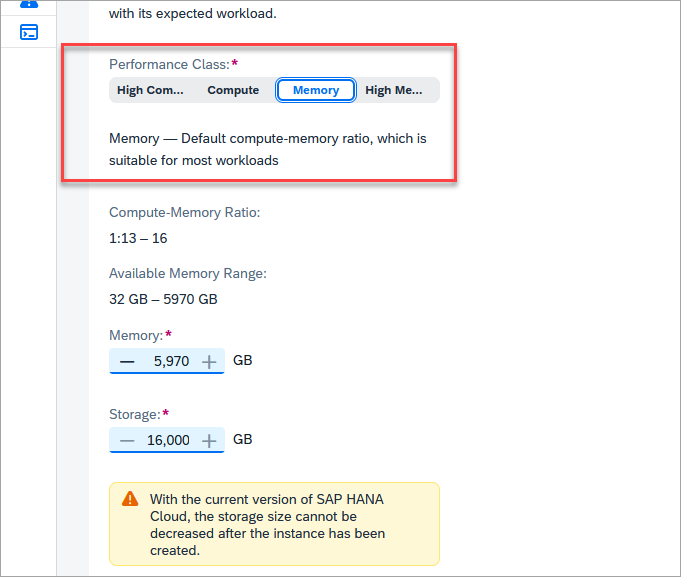 with its expected workload.
Performance Class:*
High Com... Compute Memory High Me...
Memory — Default compute-memory ratio, which is
suitable for most workloads
Compute-Memory Ratio:
1:13 – 16
Available Memory Range:
32 GB – 5970 GB
Memory:*
— 5,970 + GB
Storage:*
— 16,000 + GB
With the current version of SAP HANA
Cloud, the storage size cannot be
decreased after the instance has been
created.